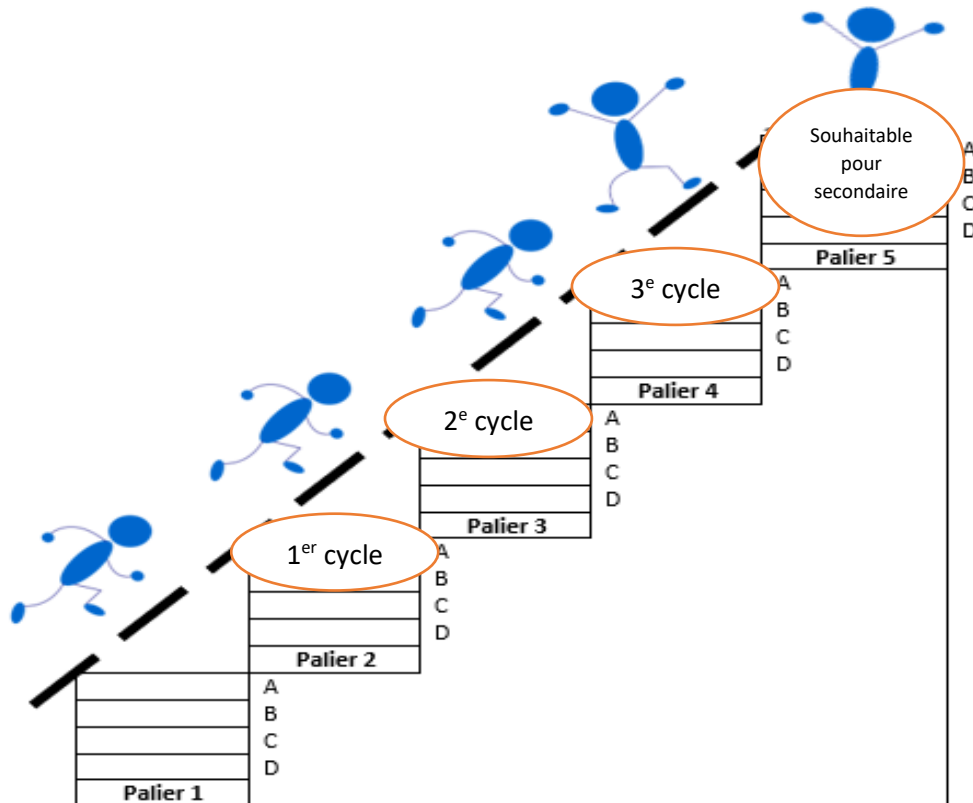 Souhaitable
pour
secondaire
A
B
C
D
Palier 5
3e cycle
A
B
C
D
Palier 4
2e cycle
A
B
C
D
Palier 3
1er cycle
A
B
C
D
Palier 2
A
B
C
D
Palier 1